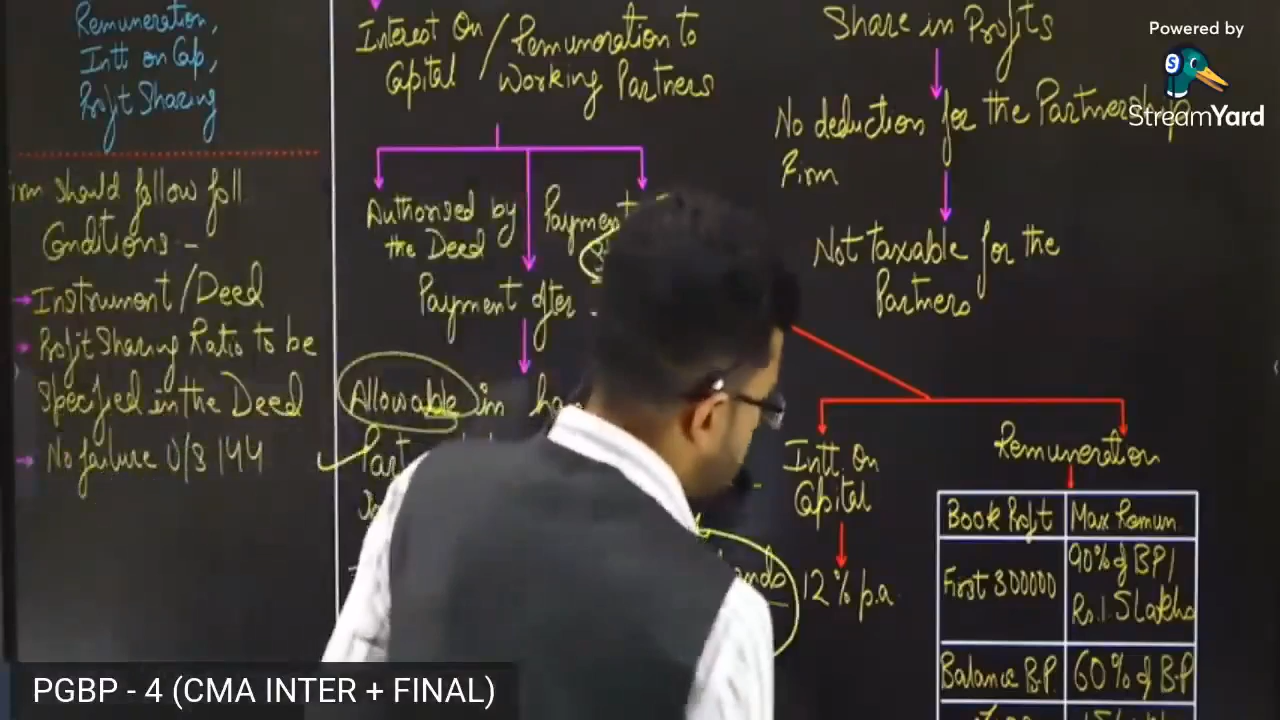 Remuneration,
Intt on Cap,
Profit Sharing
irm should follow foll
Conditions -
Instrument/Deed
Profit Sharing Ratio to be
Specified in the Deed
No failure U/S 144
Interest On / Remuneration to
Capital Working Partners
Authorised by
the Deed
Payment
Payment after
Allowable in
Part
Share in Profits
No deduction for the Partnership
Firm
Not taxable for the
Partners
Intt. on
Capital
12% p.a.
Remuneration
Book Profit Max Remun.
First 300000 90% of BP/
Rs.1.5 lakhs
Balance B.P. 60% of B.P
Powered by
StreamYard
PGBP - 4 (CMA INTER + FINAL)